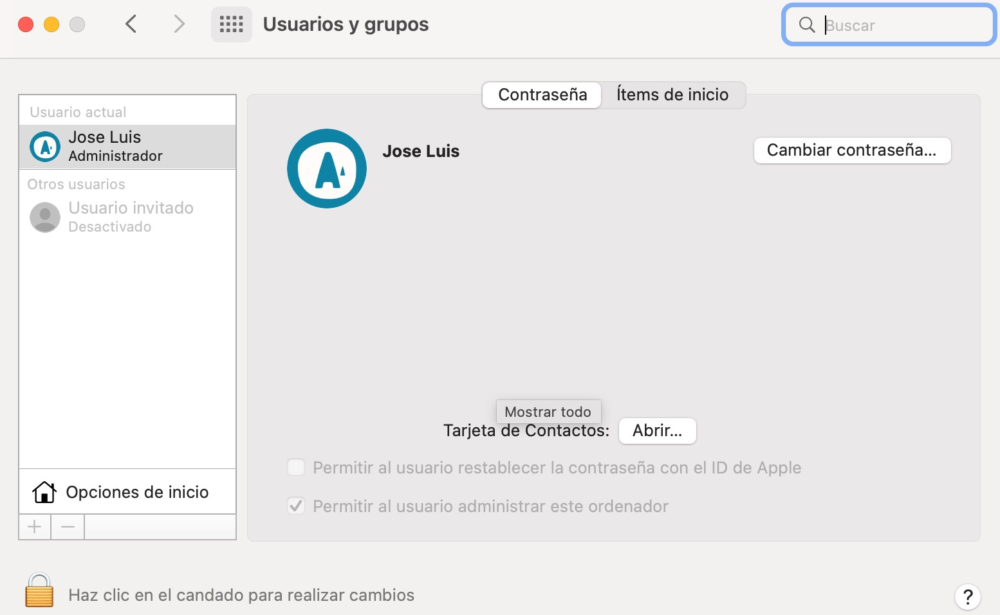 Usuarios y grupos
Buscar
Contraseña
Ítems de inicio
Usuario actual
Jose Luis
Administrador
Otros usuarios
Usuario invitado
Desactivado
Opciones de inicio
Jose Luis
Cambiar contraseña...
Mostrar todo
Tarjeta de Contactos:
Abrir...
Permitir al usuario restablecer la contraseña con el ID de Apple
Permitir al usuario administrar este ordenador
Haz clic en el candado para realizar cambios
?